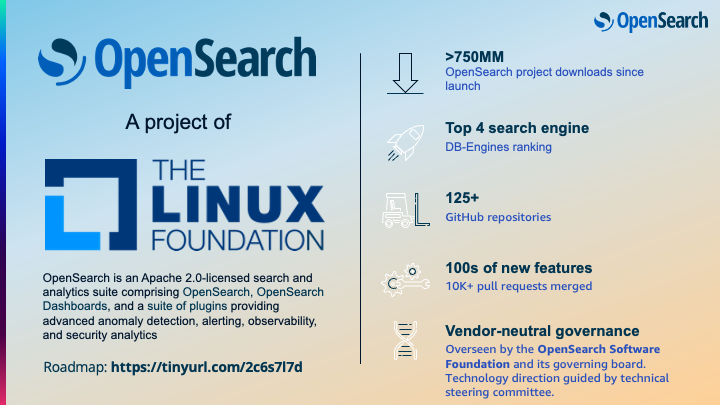 OpenSearch
OpenSearch
A project of
THE
LINUX
FOUNDATION
OpenSearch is an Apache 2.0-licensed search and
analytics suite comprising OpenSearch, OpenSearch
Dashboards, and a suite of plugins providing
advanced anomaly detection, alerting, observability,
and security analytics
Roadmap: https://tinyurl.com/2c6s7l7d
>750MM
OpenSearch project downloads since
launch
Top 4 search engine
DB-Engines ranking
125+
GitHub repositories
100s of new features
10K+ pull requests merged
Vendor-neutral governance
Overseen by the OpenSearch Software
Foundation and its governing board.
Technology direction guided by technical
steering committee.